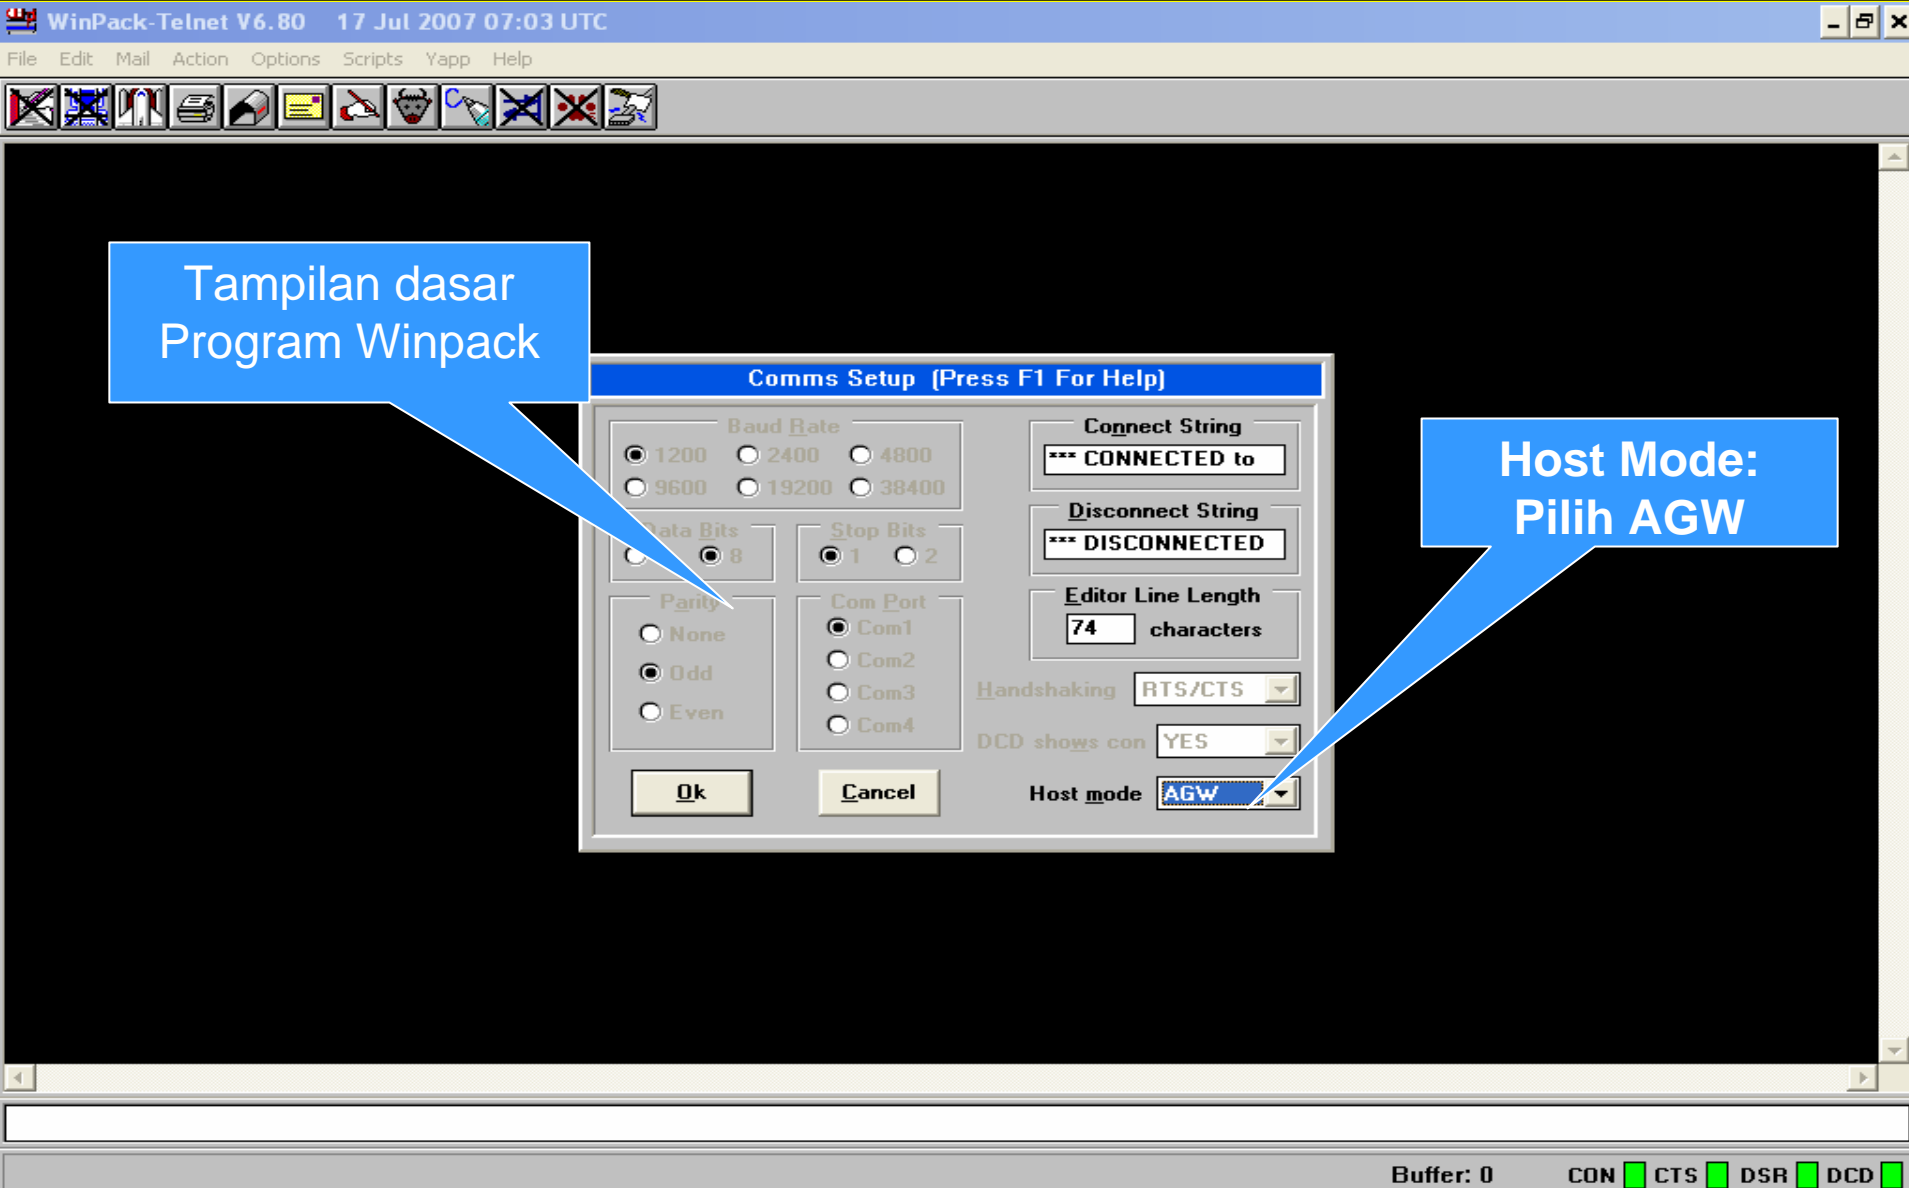 WinPack-Telnet V6.80 17 Jul 2007 07:03 UTC
File Edit Mail Action Options Scripts Yapp Help
Tampilan dasar
Program Winpack
Comms Setup (Press F1 For Help)
Baud Rate
1200 2400 4800
9600 19200 38400
Connect String
*** CONNECTED to
Disconnect String
*** DISCONNECTED
Host Mode:
Pilih AGW
ata Bits
8
Stop Bits
1 2
Editor Line Length
74 characters
Parity
None
Odd
Even
Com Port
Com1
Com2
Com3
Com4
Handshaking RTS/CTS
DCD shows con YES
Host mode AGW
Ok Cancel
Buffer: 0 CON CTS DSR DCD